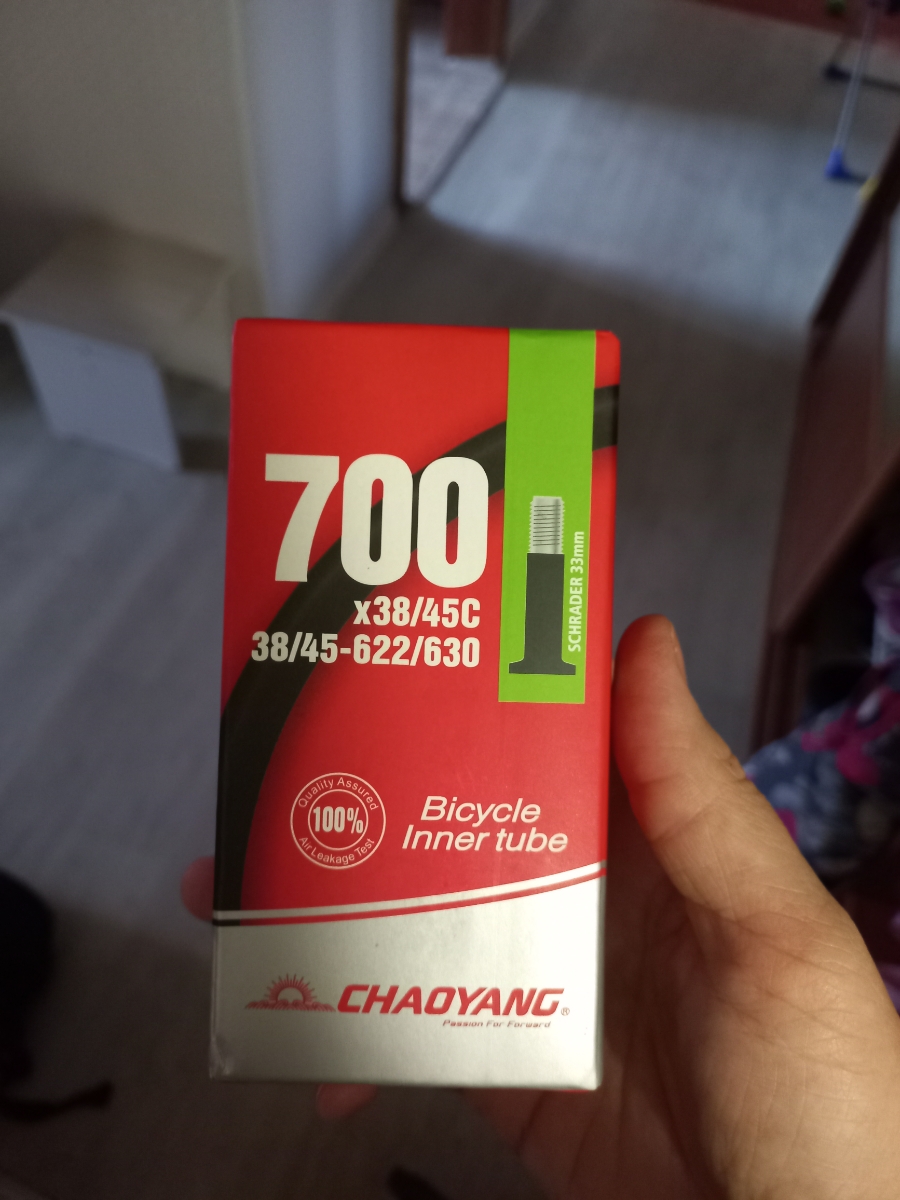 700
x38/45C
38/45-622/630
SCHRADER 33mm
Quality Assured
100%
Air Leakage Test
Bicycle
Inner tube
CHAOYANG®
Passion For Forward